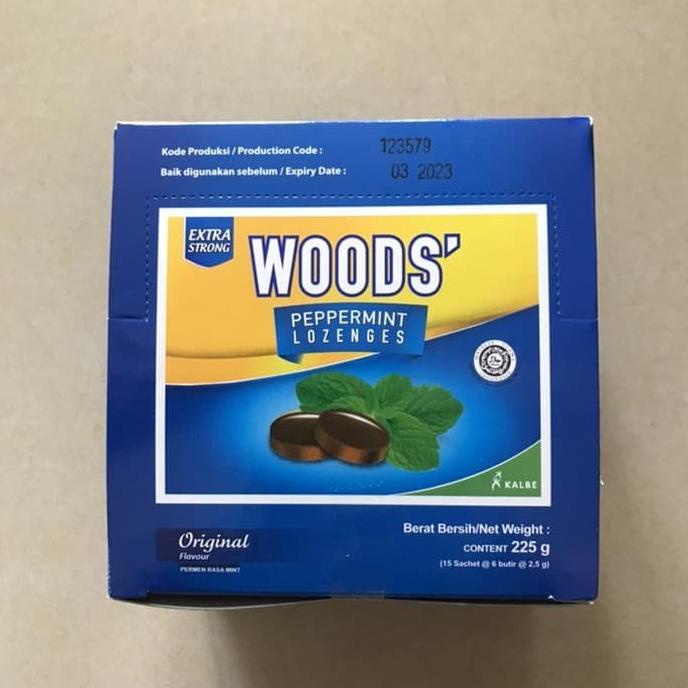 Kode Produksi / Production Code : 123579
Baik digunakan sebelum / Expiry Date : 03 2023
EXTRA
STRONG
WOODS'
PEPPERMINT
LOZENGES
KALBE
Original
Flavour
PERMEN RASA MINT
Berat Bersih/Net Weight :
CONTENT 225 g
(15 Sachet @ 6 butir @ 2,5 g)